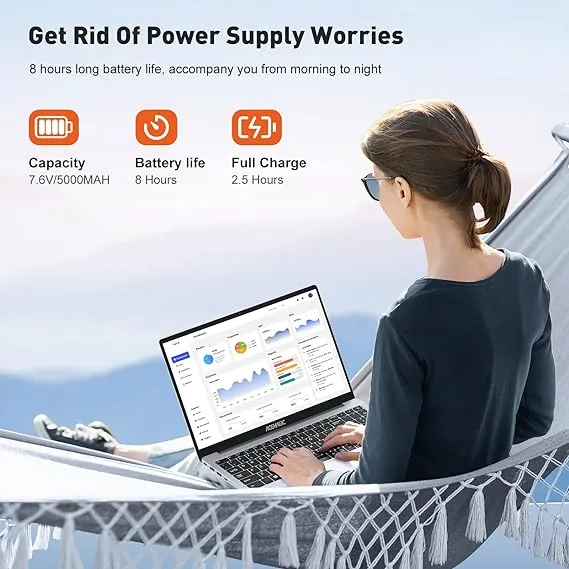 Get Rid Of Power Supply Worries
8 hours long battery life, accompany you from morning to night
Capacity
7.6V/5000MAH
Battery life
8 Hours
Full Charge
2.5 Hours
ACEMAGIC